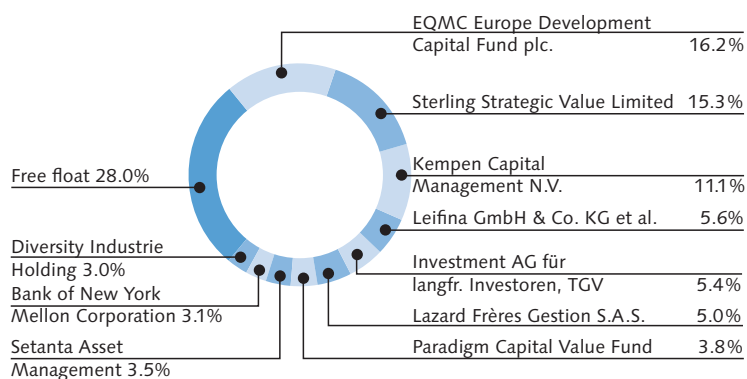 EQMC Europe Development
Capital Fund plc. 16.2%
Sterling Strategic Value Limited 15.3%
Kempen Capital
Management N.V. 11.1%
Leifina GmbH & Co. KG et al. 5.6%
Investment AG für
langfr. Investoren, TGV 5.4%
Lazard Frères Gestion S.A.S. 5.0%
Paradigm Capital Value Fund 3.8%
Free float 28.0%
Diversity Industrie
Holding 3.0%
Bank of New York
Mellon Corporation 3.1%
Setanta Asset
Management 3.5%